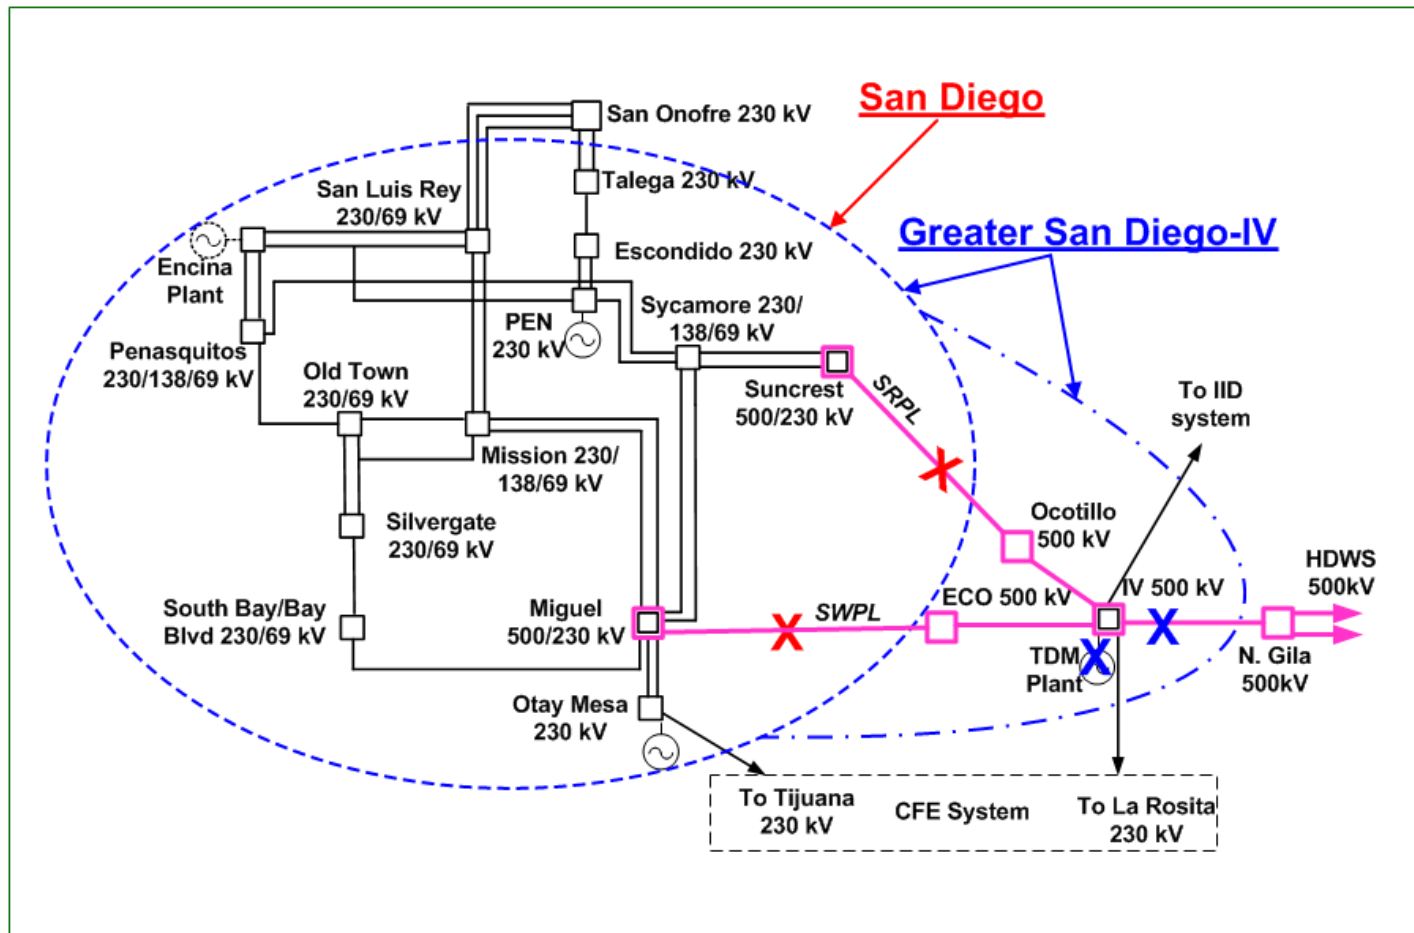 San Diego
San Onofre 230 kV
Talega 230 kV
San Luis Rey
230/69 kV
Greater San Diego-IV
Escondido 230 kV
Encina
Plant
Sycamore 230/
138/69 kV
PEN
230 kV
Penasquitos
230/138/69 kV
Old Town
230/69 kV
Suncrest
500/230 kV
SRPL
To IID
system
Mission 230/
138/69 kV
X
Silvergate
230/69 kV
Ocotillo
500 kV
HDWS
500kV
South Bay/Bay
Blvd 230/69 kV
Miguel
500/230 kV
SWPL
X
ECO 500 kV
IV 500 kV
X
TDM
Plant
X
N. Gila
500kV
Otay Mesa
230 kV
To Tijuana
230 kV
CFE System
To La Rosita
230 kV